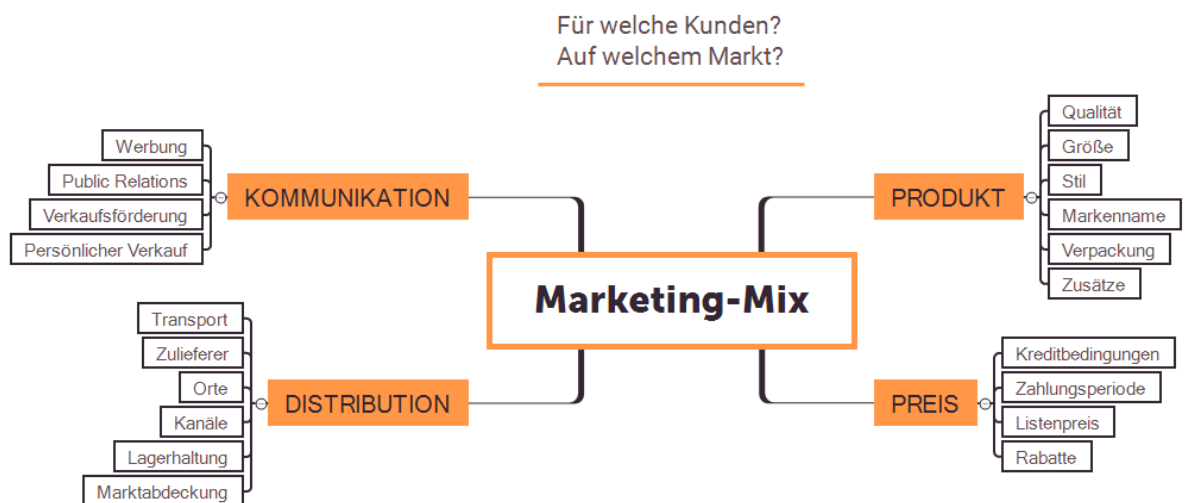 Für welche Kunden?
Auf welchem Markt?
Marketing-Mix
KOMMUNIKATION
Werbung
Public Relations
Verkaufsförderung
Persönlicher Verkauf
DISTRIBUTION
Transport
Zulieferer
Orte
Kanäle
Lagerhaltung
Marktabdeckung
PRODUKT
Qualität
Größe
Stil
Markenname
Verpackung
Zusätze
PREIS
Kreditbedingungen
Zahlungsperiode
Listenpreis
Rabatte